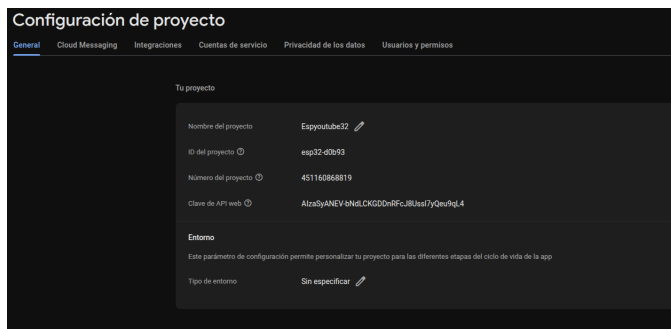 Configuración de proyecto
General Cloud Messaging Integraciones Cuentas de servicio Privacidad de los datos Usuarios y permisos
Tu proyecto
Nombre del proyecto Espyoutube32
ID del proyecto esp32-d0b93
Número del proyecto 451160868819
Clave de API web AIzaSyANEV-bNdLCKGDDnRFcJ8UssI7yQeu9qL4
Entorno
Este parámetro de configuración permite personalizar tu proyecto para las diferentes etapas del ciclo de vida de la app
Tipo de entorno Sin especificar